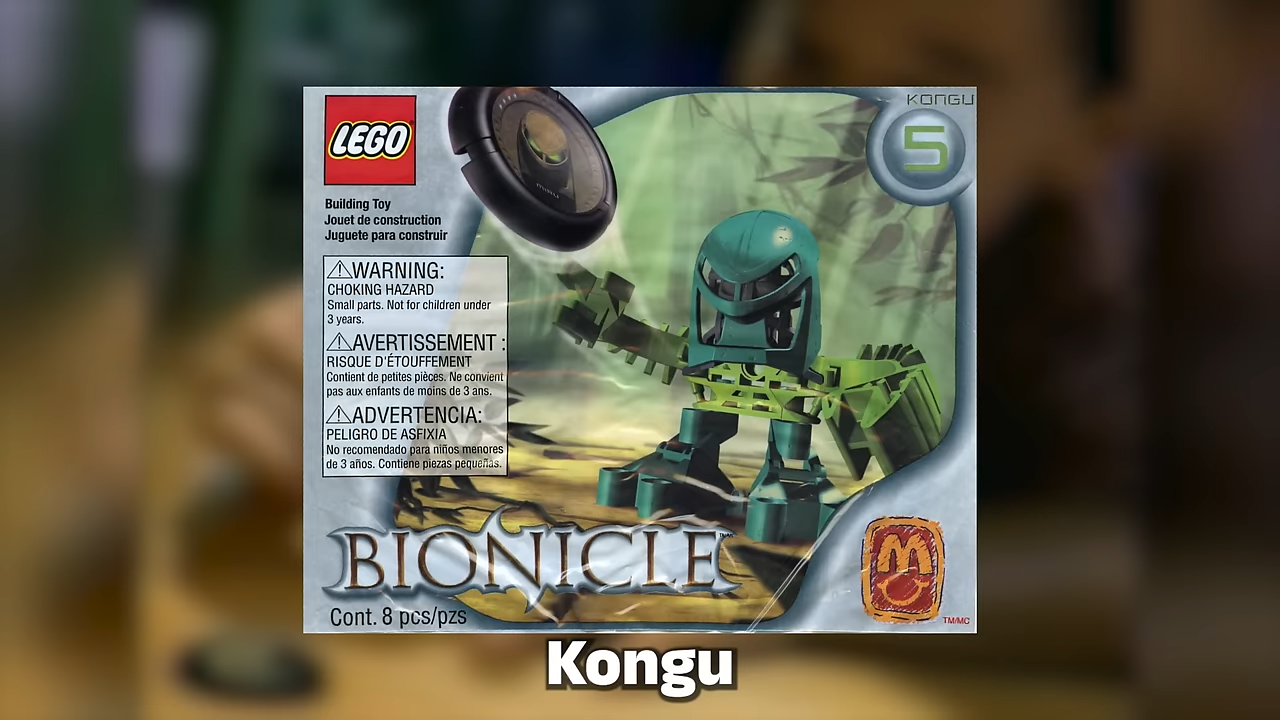 LEGO
KONGU
5
MIRU
Building Toy
Jouet de construction
Juguete para construir
⚠WARNING:
CHOKING HAZARD
Small parts. Not for children under
3 years.
⚠AVERTISSEMENT :
RISQUE D'ÉTOUFFEMENT
Contient de petites pièces. Ne convient
pas aux enfants de moins de 3 ans.
⚠ADVERTENCIA:
PELIGRO DE ASFIXIA
No recomendado para niños menores
de 3 años. Contiene piezas pequeñas.
BIONICLE
Cont. 8 pcs/pzs
M
TM/MC
Kongu